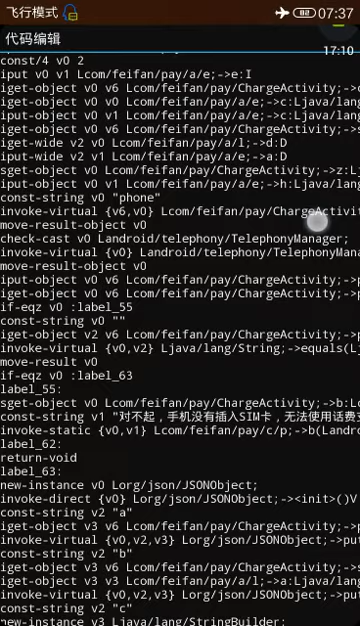 飞行模式
07:37
代码编辑
17:10
const/4 v0 2
iput v0 v1 Lcom/feifan/pay/a/e;->e:I
iget-object v0 v6 Lcom/feifan/pay/ChargeActivity;->c
iget-object v0 v0 Lcom/feifan/pay/a/e;->c:Ljava/lang
iput-object v0 v1 Lcom/feifan/pay/a/e;->c:Ljava/lang
iget-object v0 v6 Lcom/feifan/pay/ChargeActivity;->c
iget-wide v2 v0 Lcom/feifan/pay/a/l;->d:D
iput-wide v2 v1 Lcom/feifan/pay/a/e;->a:D
sget-object v0 Lcom/feifan/pay/ChargeActivity;->z:L
iput-object v0 v1 Lcom/feifan/pay/a/e;->h:Ljava/lang
const-string v0 "phone"
invoke-virtual {v6,v0} Lcom/feifan/pay/ChargeActivit
move-result-object v0
check-cast v0 Landroid/telephony/TelephonyManager;
invoke-virtual {v0} Landroid/telephony/TelephonyMana
move-result-object v0
iput-object v0 v6 Lcom/feifan/pay/ChargeActivity;->p
iget-object v0 v6 Lcom/feifan/pay/ChargeActivity;->p
if-eqz v0 :label_55
const-string v0 ""
iget-object v2 v6 Lcom/feifan/pay/ChargeActivity;->p
invoke-virtual {v0,v2} Ljava/lang/String;->equals(L
move-result v0
if-eqz v0 :label_63
label_55:
sget-object v0 Lcom/feifan/pay/ChargeActivity;->b:L
const-string v1 "对不起，手机没有插入SIM卡，无法使用话费
invoke-static {v0,v1} Lcom/feifan/pay/c/p;->b(Landro
label_62:
return-void
label_63:
new-instance v0 Lorg/json/JSONObject;
invoke-direct {v0} Lorg/json/JSONObject;-><init>()V
const-string v2 "a"
iget-object v3 v6 Lcom/feifan/pay/ChargeActivity;->p
invoke-virtual {v0,v2,v3} Lorg/json/JSONObject;->put
const-string v2 "b"
iget-object v3 v6 Lcom/feifan/pay/ChargeActivity;->s
iget-object v3 v3 Lcom/feifan/pay/a/l;->a:Ljava/lang
invoke-virtual {v0,v2,v3} Lorg/json/JSONObject;->put
const-string v2 "c"
new-instance v3 Ljava/lang/StringBuilder;